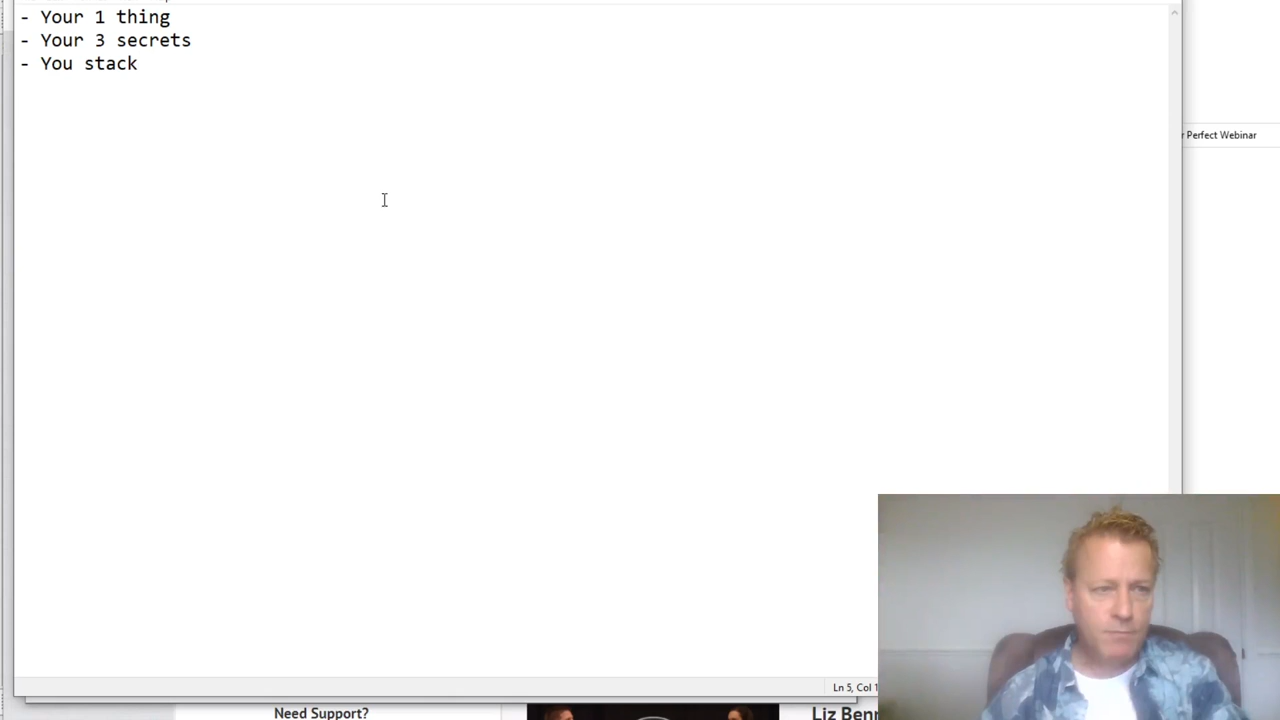 - Your 1 thing
- Your 3 secrets
- You stack
Perfect Webinar
Ln 5, Col 1
Need Support?
Liz Benn